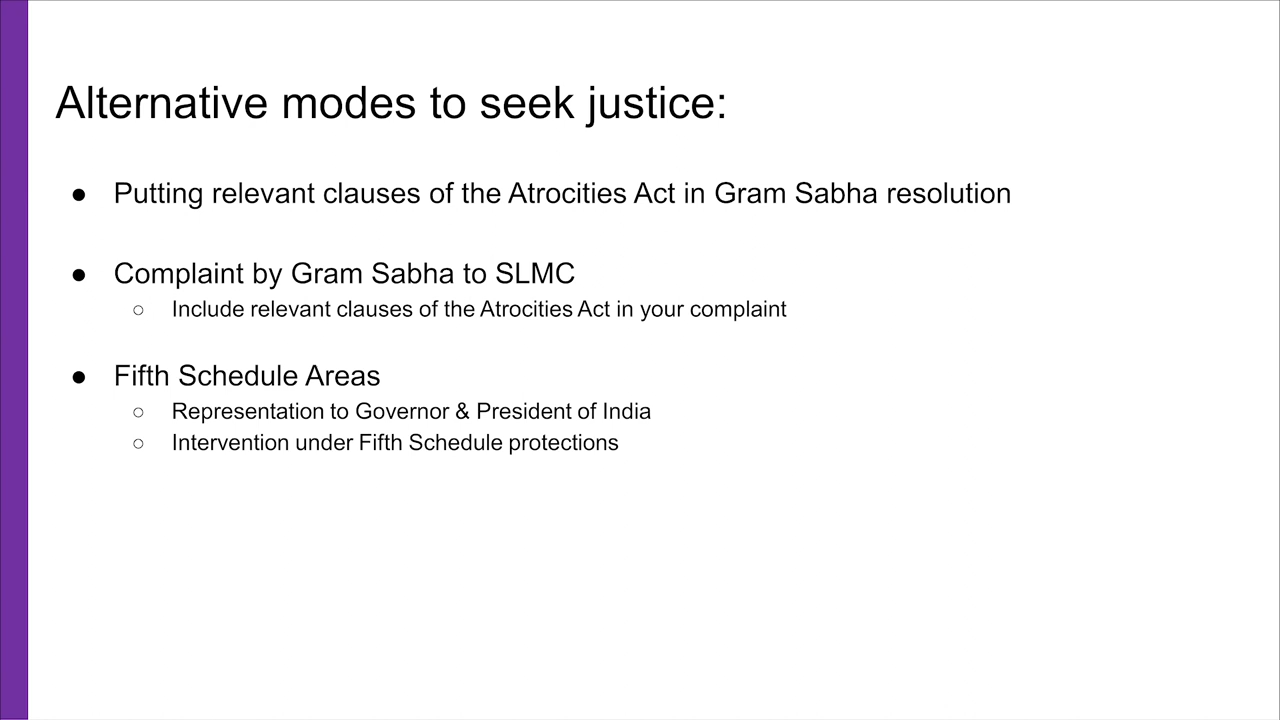 Alternative modes to seek justice:
● Putting relevant clauses of the Atrocities Act in Gram Sabha resolution
● Complaint by Gram Sabha to SLMC
○ Include relevant clauses of the Atrocities Act in your complaint
● Fifth Schedule Areas
○ Representation to Governor & President of India
○ Intervention under Fifth Schedule protections